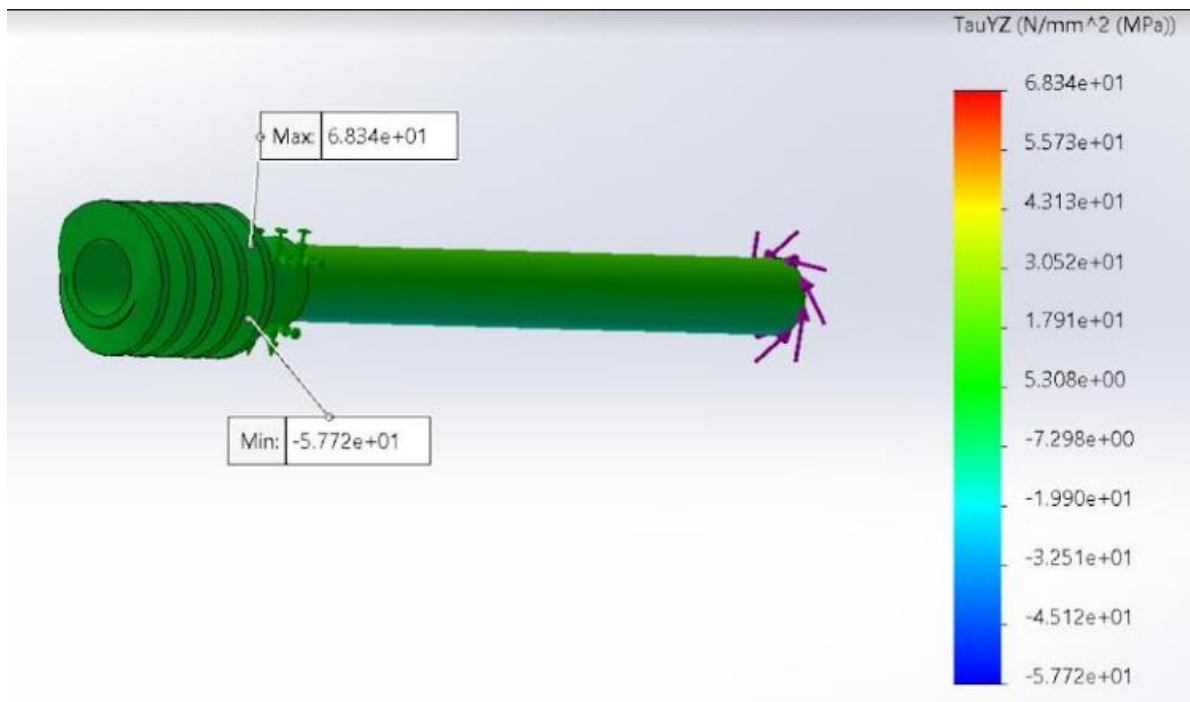 TauYZ (N/mm^2 (MPa))
6.834e+01
5.573e+01
4.313e+01
3.052e+01
1.791e+01
5.308e+00
-7.298e+00
-1.990e+01
-3.251e+01
-4.512e+01
-5.772e+01
Max: 6.834e+01
Min: -5.772e+01